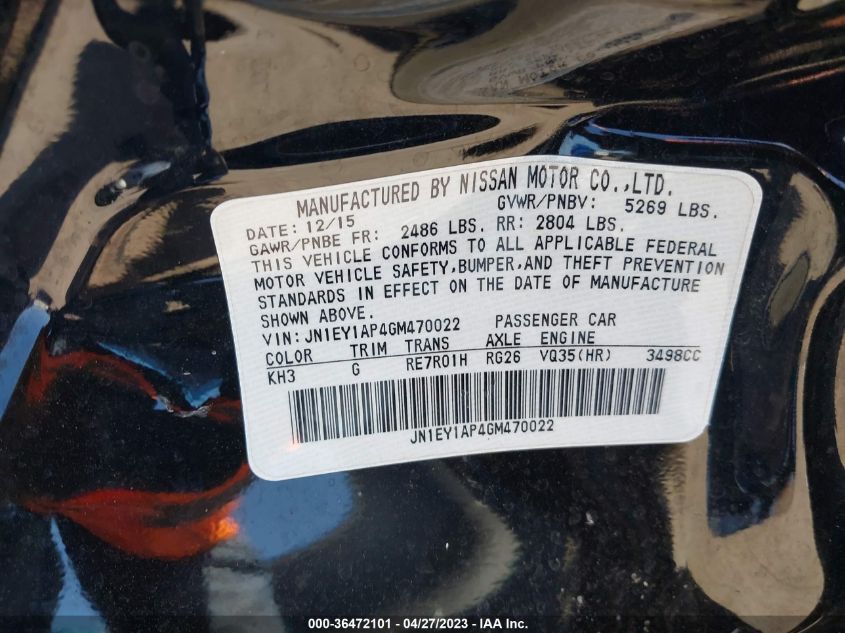 MANUFACTURED BY NISSAN MOTOR CO.,LTD.
DATE: 12/15 GVWR/PNBV: 5269 LBS.
GAWR/PNBE FR: 2486 LBS. RR: 2804 LBS.
THIS VEHICLE CONFORMS TO ALL APPLICABLE FEDERAL
MOTOR VEHICLE SAFETY,BUMPER,AND THEFT PREVENTION
STANDARDS IN EFFECT ON THE DATE OF MANUFACTURE
SHOWN ABOVE.
VIN:JN1EY1AP4GM470022 PASSENGER CAR
COLOR TRIM TRANS AXLE ENGINE
KH3 G RE7R01H RG26 VQ35(HR) 3498CC
JN1EY1AP4GM470022
000-36472101 - 04/27/2023 - IAA Inc.